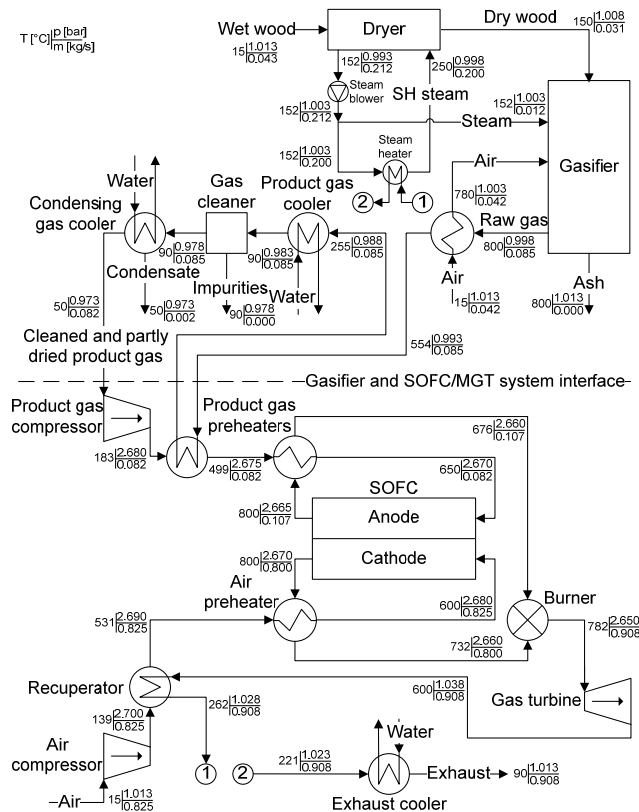 T [°C] p [bar]
m [kg/s]
Wet wood
15 1.013
0.043
Dryer
Dry wood
150 1.008
0.031
152 0.993
0.212
250 0.998
0.200
Steam
blower
SH steam
152 1.003
0.212
152 1.003
0.012
Steam
152 1.003
0.200
Steam
heater
2
1
Air
780 1.003
0.042
Gasifier
Raw gas
800 0.998
0.085
Air
15 1.013
0.042
Ash
800 1.013
0.000
Water
Condensing
gas cooler
Gas
cleaner
Product gas
cooler
90 0.978
0.085
90 0.983
0.085
255 0.988
0.085
Condensate
Impurities
Water
50 0.973
0.082
50 0.973
0.002
90 0.978
0.000
554 0.993
0.085
Cleaned and partly
dried product gas
Gasifier and SOFC/MGT system interface
Product gas
compressor
Product gas
preheaters
183 2.680
0.082
499 2.675
0.082
676 2.660
0.107
650 2.670
0.082
SOFC
Anode
Cathode
800 2.665
0.107
800 2.670
0.800
Air
preheater
600 2.680
0.825
Burner
531 2.690
0.825
732 2.660
0.800
782 2.650
0.908
Recuperator
262 1.028
0.908
600 1.038
0.908
Gas turbine
139 2.700
0.825
Air
compressor
Air
15 1.013
0.825
1
2
221 1.023
0.908
Water
Exhaust
90 1.013
0.908
Exhaust cooler